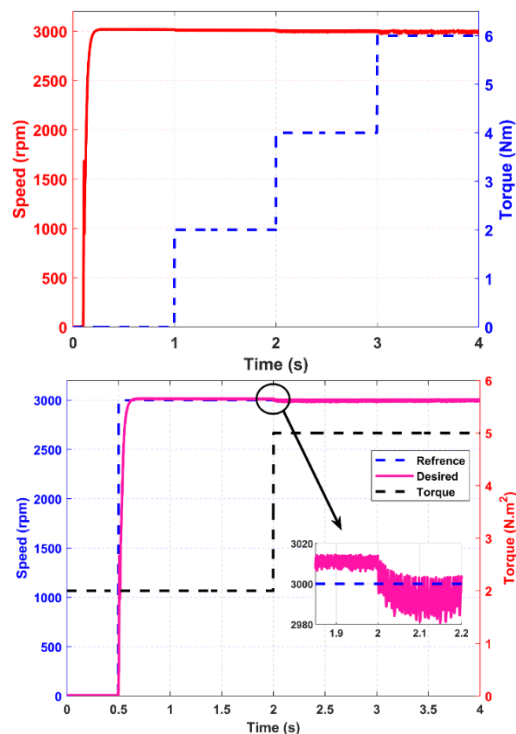 3000
2500
2000
1500
1000
500
0
Speed (rpm)
6
5
4
3
2
1
0
Torque (Nm)
0 1 2 3 4
Time (s)
3000
2500
2000
1500
1000
500
0
Speed (rpm)
6
5
4
3
2
1
0
Torque (N.m²)
Refrence
Desired
Torque
3020
3000
2980
1.9 2 2.1 2.2
0 0.5 1 1.5 2 2.5 3 3.5 4
Time (s)